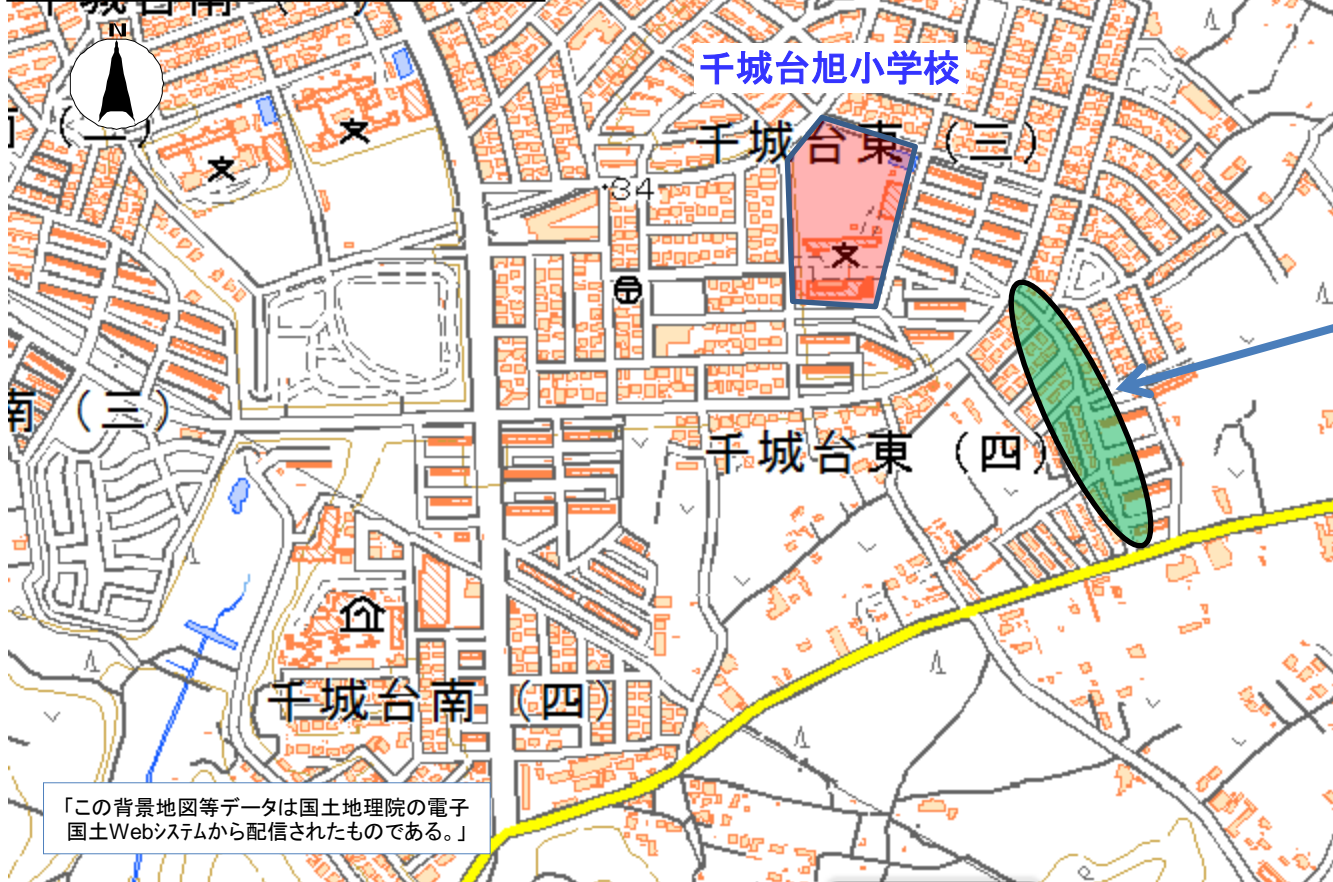 N
千城台旭小学校
千城台東（三）
34
南（三）
千城台東（四）
千城台南（四）
「この背景地図等データは国土地理院の電子
国土Webシステムから配信されたものである。」